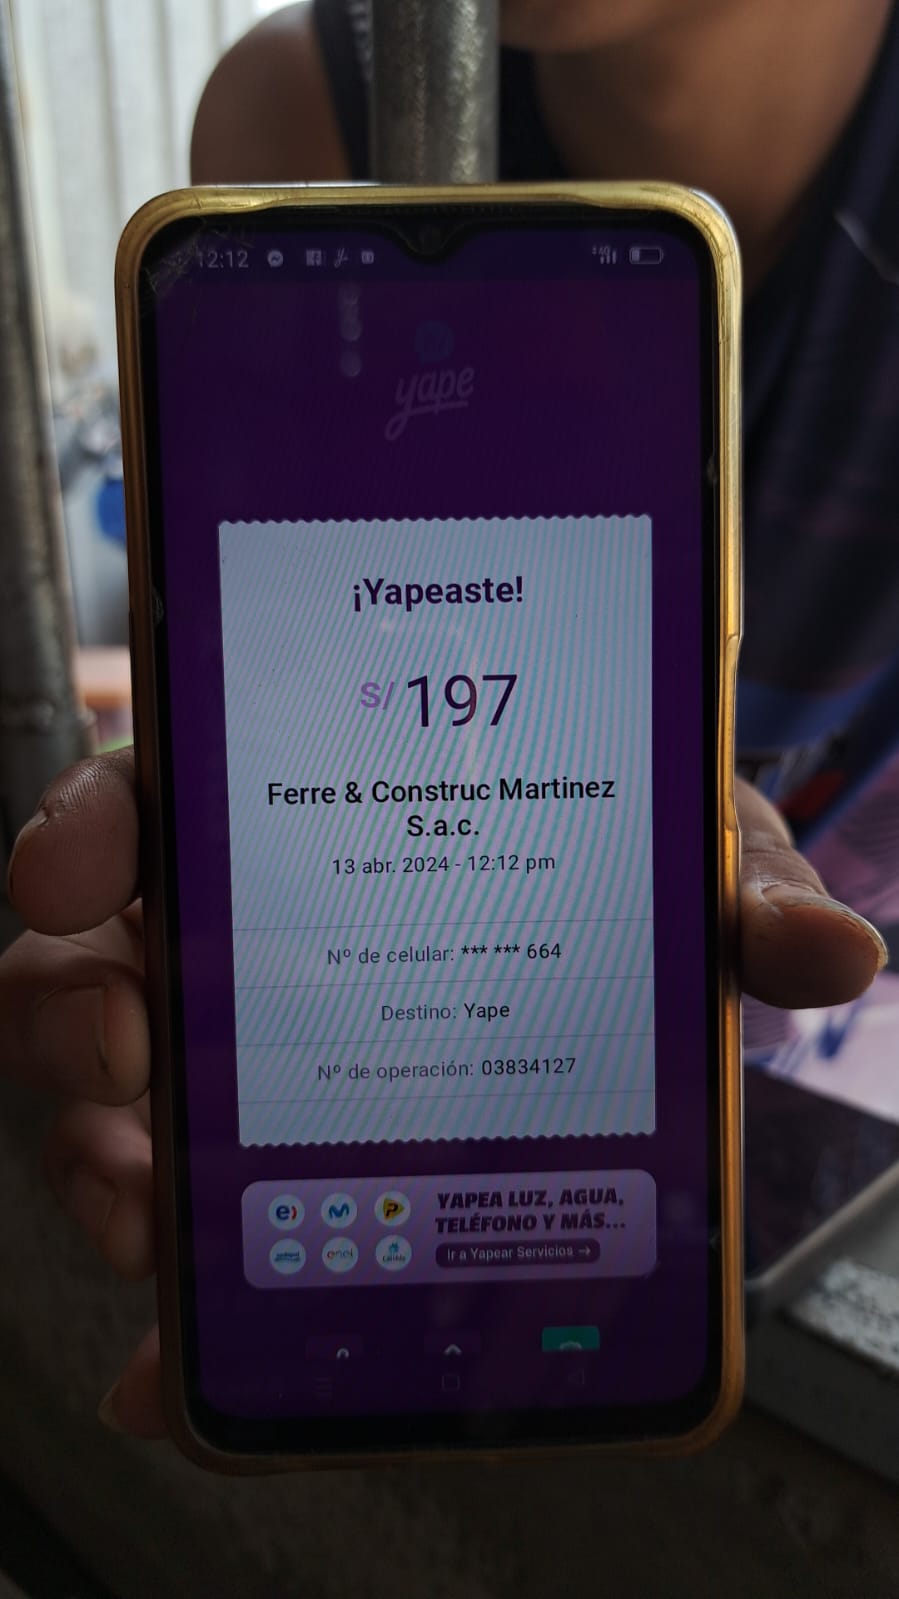 12:12
yape
¡Yapeaste!
S/ 197
Ferre & Construc Martinez
S.a.c.
13 abr. 2024 - 12:12 pm
Nº de celular: *** *** 664
Destino: Yape
Nº de operación: 03834127
YAPEA LUZ, AGUA,
TELÉFONO Y MÁS...
Ir a Yapear Servicios →
e)
P
enel